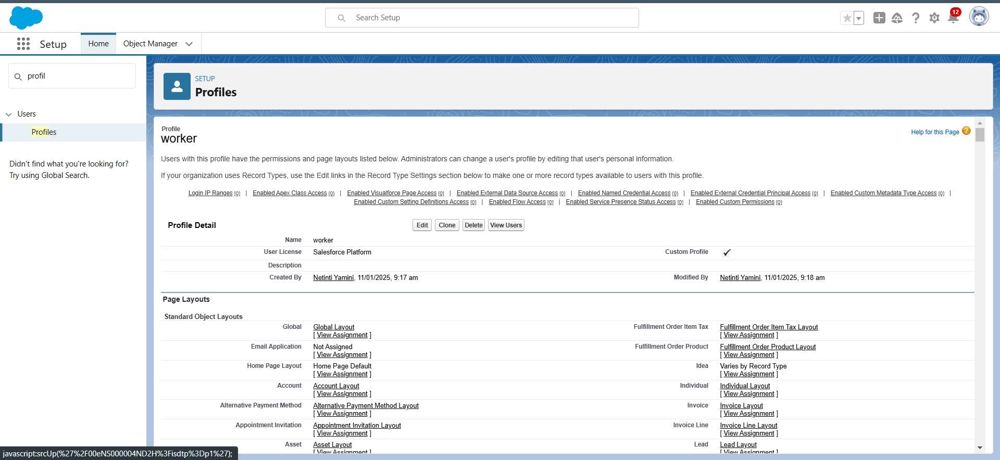 Search Setup
12
Setup
Home
Object Manager
profil
Users
Profiles
Didn't find what you're looking for?
Try using Global Search.
SETUP
Profiles
Profile
worker
Help for this Page
?
Users with this profile have the permissions and page layouts listed below. Administrators can change a user's profile by editing that user's personal information.
If your organization uses Record Types, use the Edit links in the Record Type Settings section below to make one or more record types available to users with this profile.
Login IP Ranges [0] | Enabled Apex Class Access [0] | Enabled Visualforce Page Access [0] | Enabled External Data Source Access [0] | Enabled Named Credential Access [0] | Enabled External Credential Principal Access [0] | Enabled Custom Metadata Type Access [0] |
Enabled Custom Setting Definitions Access [0] | Enabled Flow Access [0] | Enabled Service Presence Status Access [0] | Enabled Custom Permissions [0]
Profile Detail
Edit Clone Delete View Users
Name worker
User License Salesforce Platform Custom Profile
Description
Created By Netinti Yamini, 11/01/2025, 9:17 am Modified By Netinti Yamini, 11/01/2025, 9:18 am
Page Layouts
Standard Object Layouts
Global Global Layout Fulfillment Order Item Tax Fulfillment Order Item Tax Layout
[ View Assignment ] [ View Assignment ]
Email Application Not Assigned Fulfillment Order Product Fulfillment Order Product Layout
[ View Assignment ] [ View Assignment ]
Home Page Layout Home Page Default Idea Varies by Record Type
[ View Assignment ] [ View Assignment ]
Account Account Layout Individual Individual Layout
[ View Assignment ] [ View Assignment ]
Alternative Payment Method Alternative Payment Method Layout Invoice Invoice Layout
[ View Assignment ] [ View Assignment ]
Appointment Invitation Appointment Invitation Layout Invoice Line Invoice Line Layout
[ View Assignment ] [ View Assignment ]
Asset Asset Layout Lead Lead Layout
[ View Assignment ] [ View Assignment ]
javascript:srcUp(%27%2F00eNS000004ND2H%3Fisdtp%3Dp1%27);